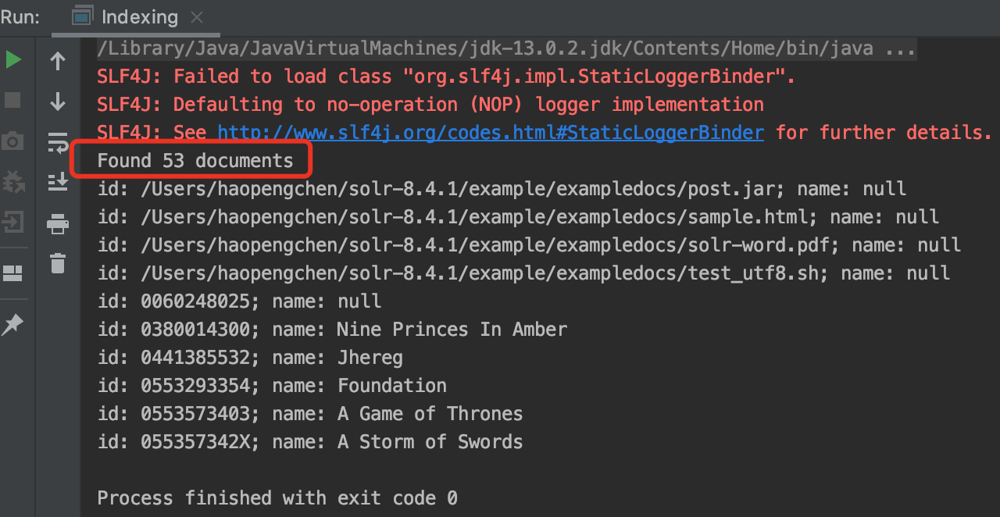 Run: Indexing
/Library/Java/JavaVirtualMachines/jdk-13.0.2.jdk/Contents/Home/bin/java ...
SLF4J: Failed to load class "org.slf4j.impl.StaticLoggerBinder".
SLF4J: Defaulting to no-operation (NOP) logger implementation
SLF4J: See http://www.slf4j.org/codes.html#StaticLoggerBinder for further details.
Found 53 documents
id: /Users/haopengchen/solr-8.4.1/example/exampledocs/post.jar; name: null
id: /Users/haopengchen/solr-8.4.1/example/exampledocs/sample.html; name: null
id: /Users/haopengchen/solr-8.4.1/example/exampledocs/solr-word.pdf; name: null
id: /Users/haopengchen/solr-8.4.1/example/exampledocs/test_utf8.sh; name: null
id: 0060248025; name: null
id: 0380014300; name: Nine Princes In Amber
id: 0441385532; name: Jhereg
id: 0553293354; name: Foundation
id: 0553573403; name: A Game of Thrones
id: 055357342X; name: A Storm of Swords
Process finished with exit code 0